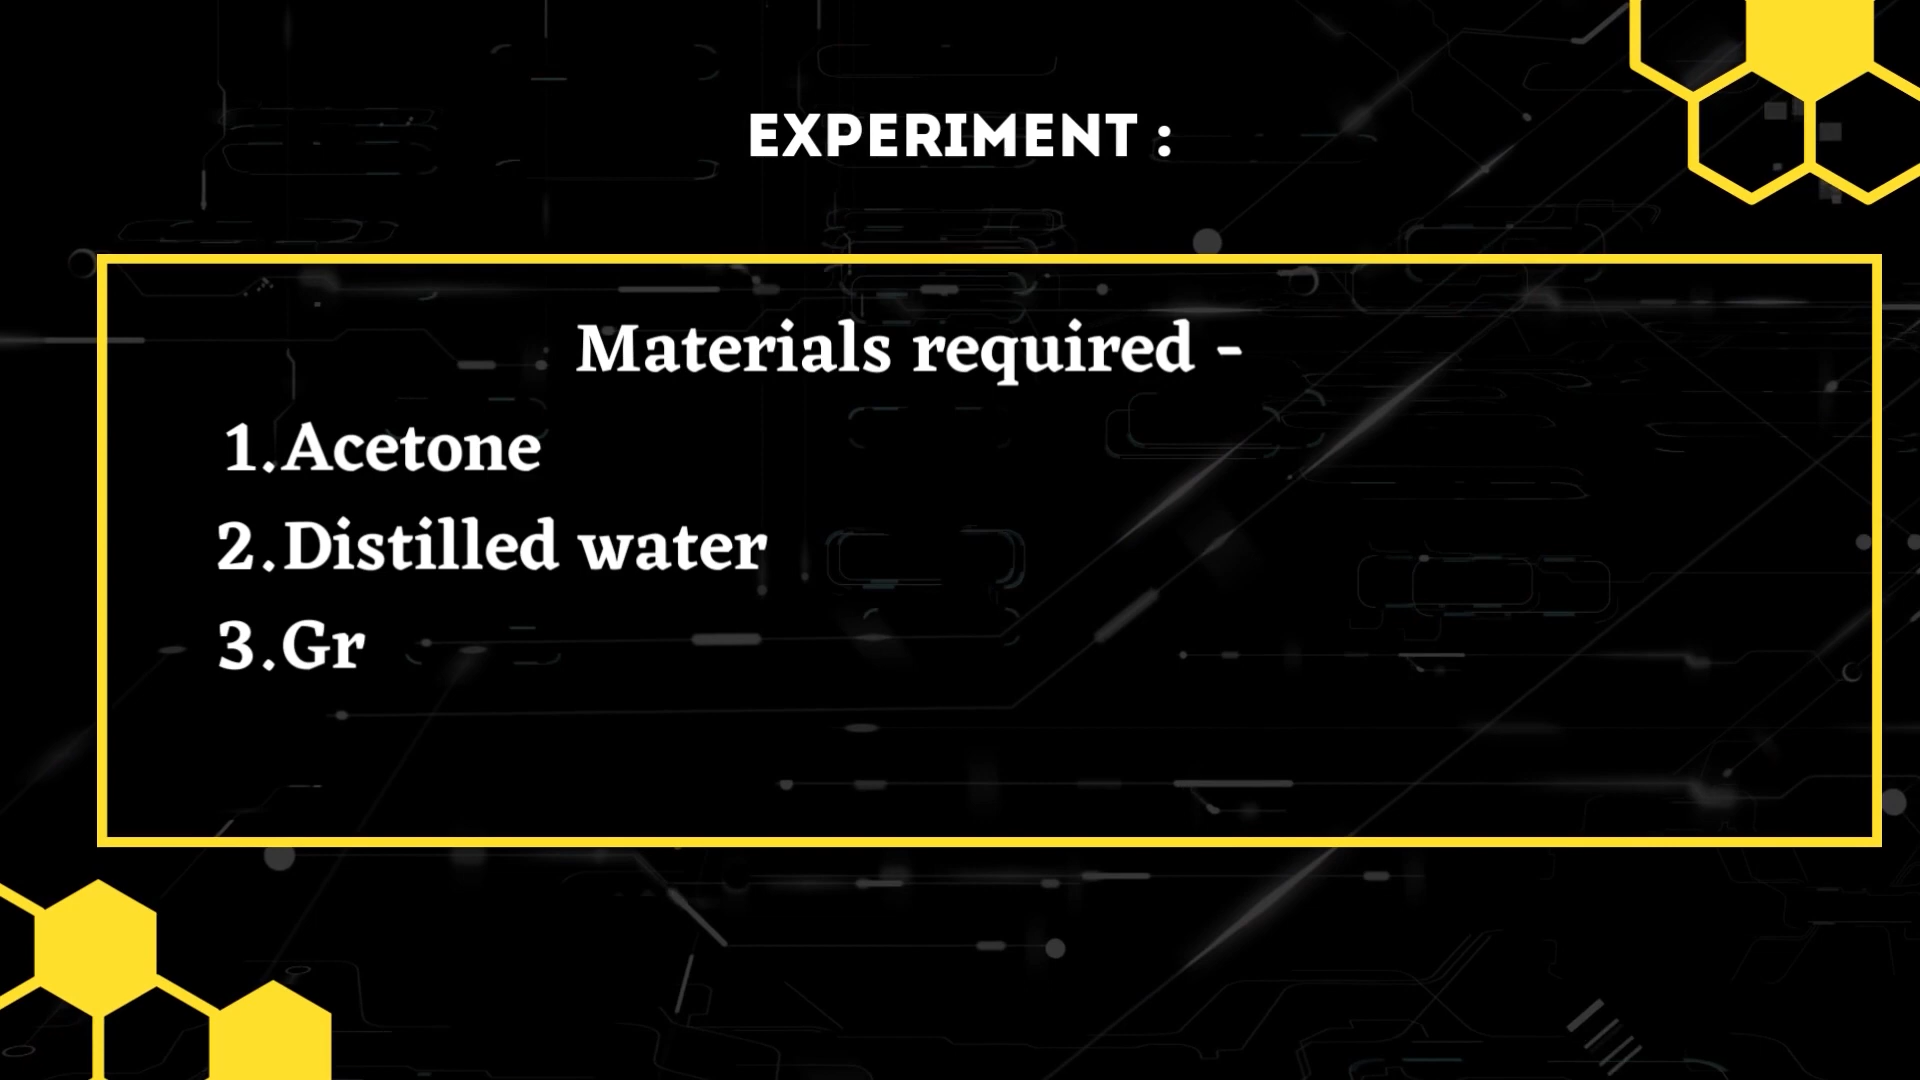 EXPERIMENT :
Materials required -
1.Acetone
2.Distilled water
3.Gr